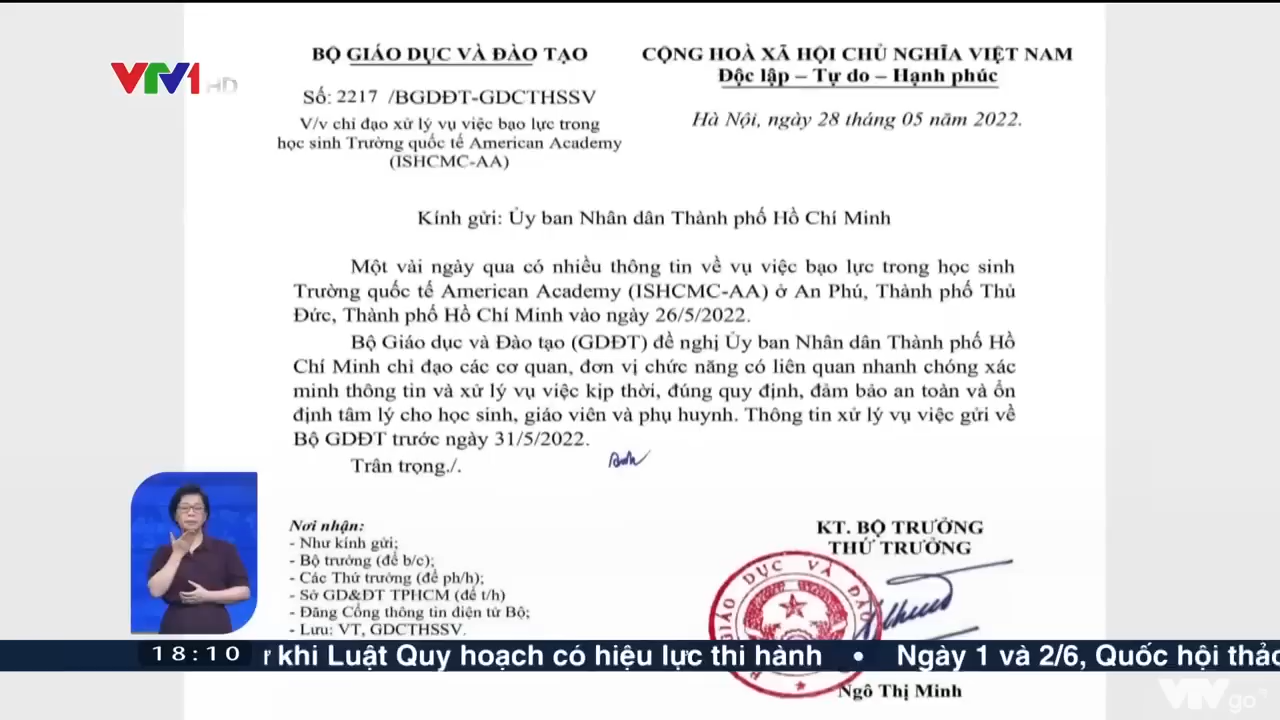 VTV1 HD
BỘ GIÁO DỤC VÀ ĐÀO TẠO
Số: 2217 /BGDĐT-GDCTHSSV
V/v chỉ đạo xử lý vụ việc bạo lực trong
học sinh Trường quốc tế American Academy
(ISHCMC-AA)
CỘNG HOÀ XÃ HỘI CHỦ NGHĨA VIỆT NAM
Độc lập – Tự do – Hạnh phúc
Hà Nội, ngày 28 tháng 05 năm 2022.
Kính gửi: Ủy ban Nhân dân Thành phố Hồ Chí Minh
Một vài ngày qua có nhiều thông tin về vụ việc bạo lực trong học sinh
Trường quốc tế American Academy (ISHCMC-AA) ở An Phú, Thành phố Thủ
Đức, Thành phố Hồ Chí Minh vào ngày 26/5/2022.
Bộ Giáo dục và Đào tạo (GDĐT) đề nghị Ủy ban Nhân dân Thành phố Hồ
Chí Minh chỉ đạo các cơ quan, đơn vị chức năng có liên quan nhanh chóng xác
minh thông tin và xử lý vụ việc kịp thời, đúng quy định, đảm bảo an toàn và ổn
định tâm lý cho học sinh, giáo viên và phụ huynh. Thông tin xử lý vụ việc gửi về
Bộ GDĐT trước ngày 31/5/2022.
Trân trọng./.
Nơi nhận:
- Như kính gửi;
- Bộ trưởng (để b/c);
- Các Thứ trưởng (để ph/h);
- Sở GD&ĐT TPHCM (để t/h)
- Đăng Cổng thông tin điện tử Bộ;
- Lưu: VT, GDCTHSSV.
KT. BỘ TRƯỞNG
THỨ TRƯỞNG
GIÁO DỤC VÀ ĐÀO
Ngô Thị Minh
18:10 khi Luật Quy hoạch có hiệu lực thi hành • Ngày 1 và 2/6, Quốc hội thảo
VTV go